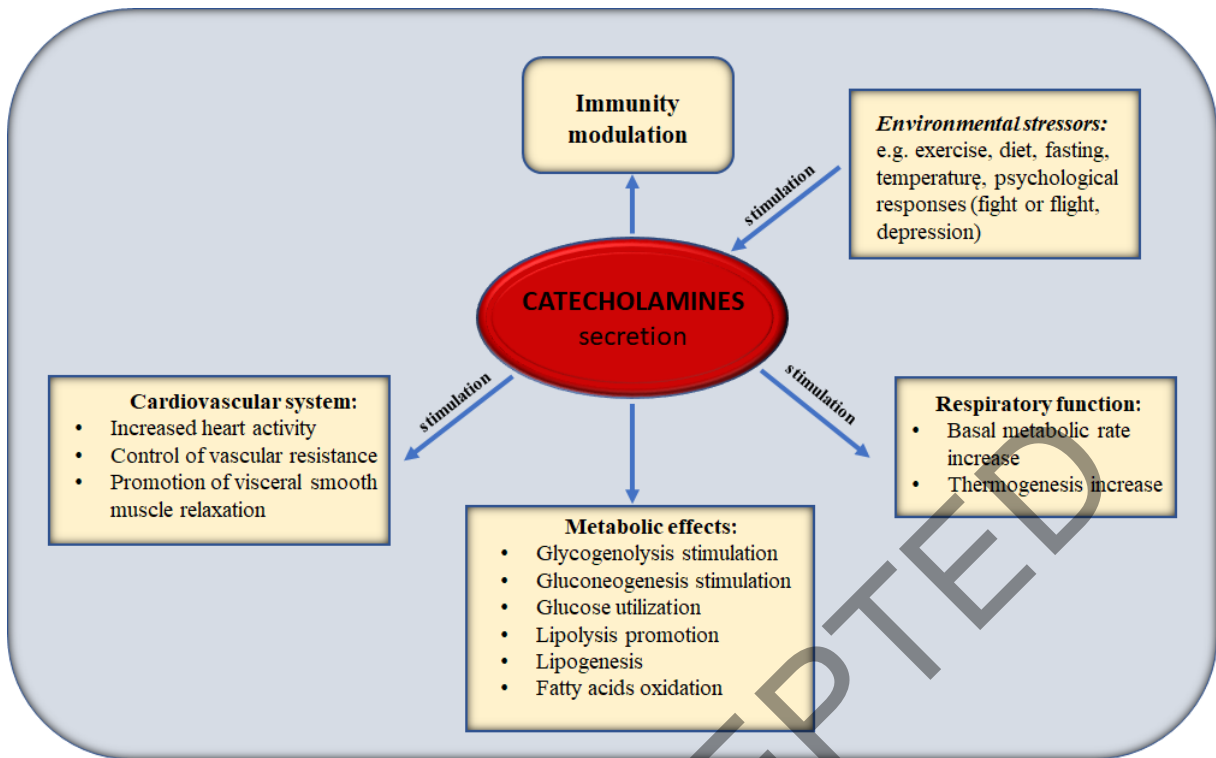 Immunity
modulation
Environmental stressors:
e.g. exercise, diet, fasting,
temperaturę, psychological
responses (fight or flight,
depression)
stimulation
CATECHOLAMINES
secretion
stimulation
stimulation
Cardiovascular system:
• Increased heart activity
• Control of vascular resistance
• Promotion of visceral smooth
muscle relaxation
Respiratory function:
• Basal metabolic rate
increase
• Thermogenesis increase
Metabolic effects:
• Glycogenolysis stimulation
• Gluconeogenesis stimulation
• Glucose utilization
• Lipolysis promotion
• Lipogenesis
• Fatty acids oxidation
EPTED